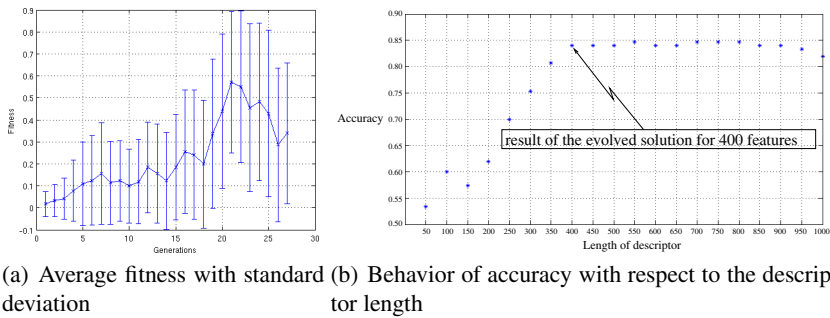 0.9
0.8
0.7
0.6
0.5
0.4
0.3
0.2
0.1
0
-0.1
Fitness
0 5 10 15 20 25 30
Generations
0.90
0.85
0.80
0.75
0.70
0.65
0.60
0.55
0.50
Accuracy
result of the evolved solution for 400 features
50 100 150 200 250 300 350 400 450 500 550 600 650 700 750 800 850 900 950 1000
Length of descriptor
(a) Average fitness with standard deviation
(b) Behavior of accuracy with respect to the descriptor length